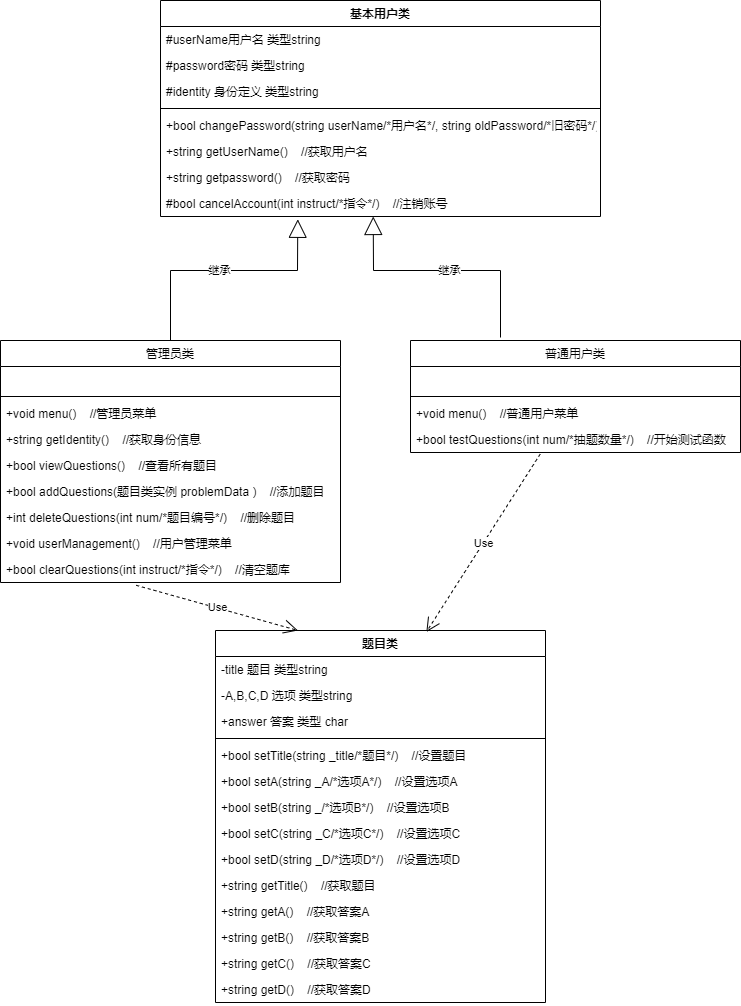 基本用户类
#userName用户名 类型string
#password密码 类型string
#identity 身份定义 类型string
+bool changePassword(string userName/*用户名*/, string oldPassword/*旧密码*/
+string getUserName()    //获取用户名
+string getpassword()    //获取密码
#bool cancelAccount(int instruct/*指令*/)    //注销账号
继承
继承
管理员类
+void menu()    //管理员菜单
+string getIdentity()    //获取身份信息
+bool viewQuestions()    //查看所有题目
+bool addQuestions(题目类实例 problemData )    //添加题目
+int deleteQuestions(int num/*题目编号*/)    //删除题目
+void userManagement()    //用户管理菜单
+bool clearQuestions(int instruct/*指令*/)    //清空题库
普通用户类
+void menu()    //普通用户菜单
+bool testQuestions(int num/*抽题数量*/)    //开始测试函数
Use
Use
题目类
-title 题目 类型string
-A,B,C,D 选项 类型string
+answer 答案 类型 char
+bool setTitle(string _title/*题目*/)    //设置题目
+bool setA(string _A/*选项A*/)    //设置选项A
+bool setB(string _/*选项B*/)    //设置选项B
+bool setC(string _C/*选项C*/)    //设置选项C
+bool setD(string _D/*选项D*/)    //设置选项D
+string getTitle()    //获取题目
+string getA()    //获取答案A
+string getB()    //获取答案B
+string getC()    //获取答案C
+string getD()    //获取答案D